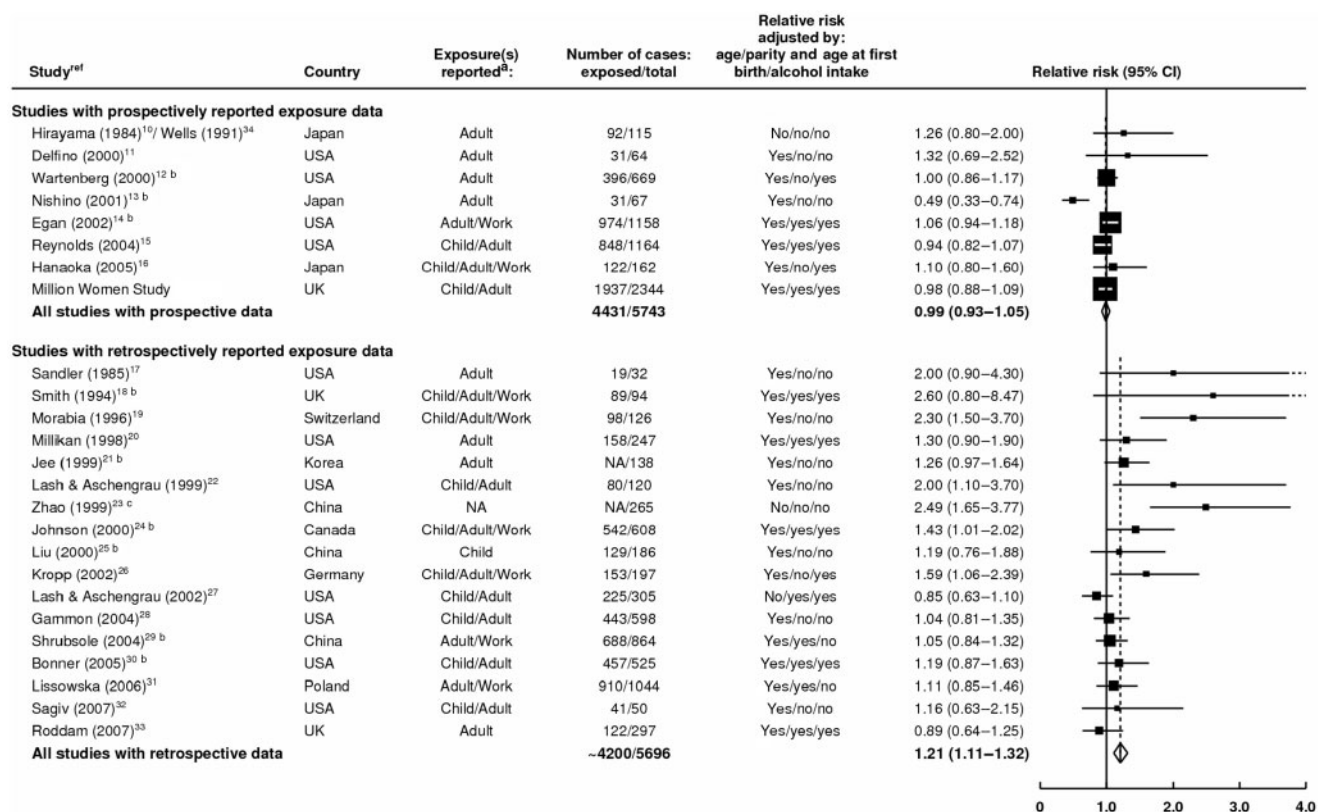 Relative risk
adjusted by:
Exposure(s) Number of cases: age/parity and age at first
Study^ref Country reported^a: exposed/total birth/alcohol intake Relative risk (95% CI)
Studies with prospectively reported exposure data
Hirayama (1984)^10/ Wells (1991)^34 Japan Adult 92/115 No/no/no 1.26 (0.80–2.00)
Delfino (2000)^11 USA Adult 31/64 Yes/no/no 1.32 (0.69–2.52)
Wartenberg (2000)^12 b USA Adult 396/669 Yes/no/yes 1.00 (0.86–1.17)
Nishino (2001)^13 b Japan Adult 31/67 Yes/no/no 0.49 (0.33–0.74)
Egan (2002)^14 b USA Adult/Work 974/1158 Yes/yes/yes 1.06 (0.94–1.18)
Reynolds (2004)^15 USA Child/Adult 848/1164 Yes/yes/yes 0.94 (0.82–1.07)
Hanaoka (2005)^16 Japan Child/Adult/Work 122/162 Yes/no/yes 1.10 (0.80–1.60)
Million Women Study UK Child/Adult 1937/2344 Yes/yes/yes 0.98 (0.88–1.09)
All studies with prospective data 4431/5743 0.99 (0.93–1.05)
Studies with retrospectively reported exposure data
Sandler (1985)^17 USA Adult 19/32 Yes/no/no 2.00 (0.90–4.30)
Smith (1994)^18 b UK Child/Adult/Work 89/94 Yes/yes/yes 2.60 (0.80–8.47)
Morabia (1996)^19 Switzerland Child/Adult/Work 98/126 Yes/no/no 2.30 (1.50–3.70)
Millikan (1998)^20 USA Adult 158/247 Yes/yes/yes 1.30 (0.90–1.90)
Jee (1999)^21 b Korea Adult NA/138 Yes/no/no 1.26 (0.97–1.64)
Lash & Aschengrau (1999)^22 USA Child/Adult 80/120 Yes/no/no 2.00 (1.10–3.70)
Zhao (1999)^23 c China NA NA/265 No/no/no 2.49 (1.65–3.77)
Johnson (2000)^24 b Canada Child/Adult/Work 542/608 Yes/yes/yes 1.43 (1.01–2.02)
Liu (2000)^25 b China Child 129/186 Yes/no/no 1.19 (0.76–1.88)
Kropp (2002)^26 Germany Child/Adult/Work 153/197 Yes/no/yes 1.59 (1.06–2.39)
Lash & Aschengrau (2002)^27 USA Child/Adult 225/305 No/yes/yes 0.85 (0.63–1.10)
Gammon (2004)^28 USA Child/Adult 443/598 Yes/no/no 1.04 (0.81–1.35)
Shrubsole (2004)^29 b China Adult/Work 688/864 Yes/yes/no 1.05 (0.84–1.32)
Bonner (2005)^30 b USA Child/Adult 457/525 Yes/yes/yes 1.19 (0.87–1.63)
Lissowska (2006)^31 Poland Adult/Work 910/1044 Yes/yes/no 1.11 (0.85–1.46)
Sagiv (2007)^32 USA Child/Adult 41/50 Yes/no/no 1.16 (0.63–2.15)
Roddam (2007)^33 UK Adult 122/297 Yes/yes/yes 0.89 (0.64–1.25)
All studies with retrospective data ~4200/5696 1.21 (1.11–1.32)
0 1.0 2.0 3.0 4.0